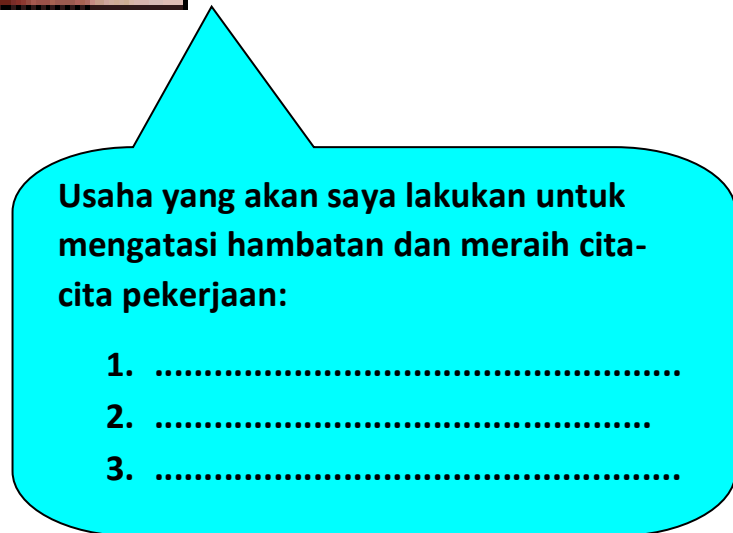 Usaha yang akan saya lakukan untuk
mengatasi hambatan dan meraih cita-
cita pekerjaan:
1. .....................................................
2. ..................................................
3. .....................................................